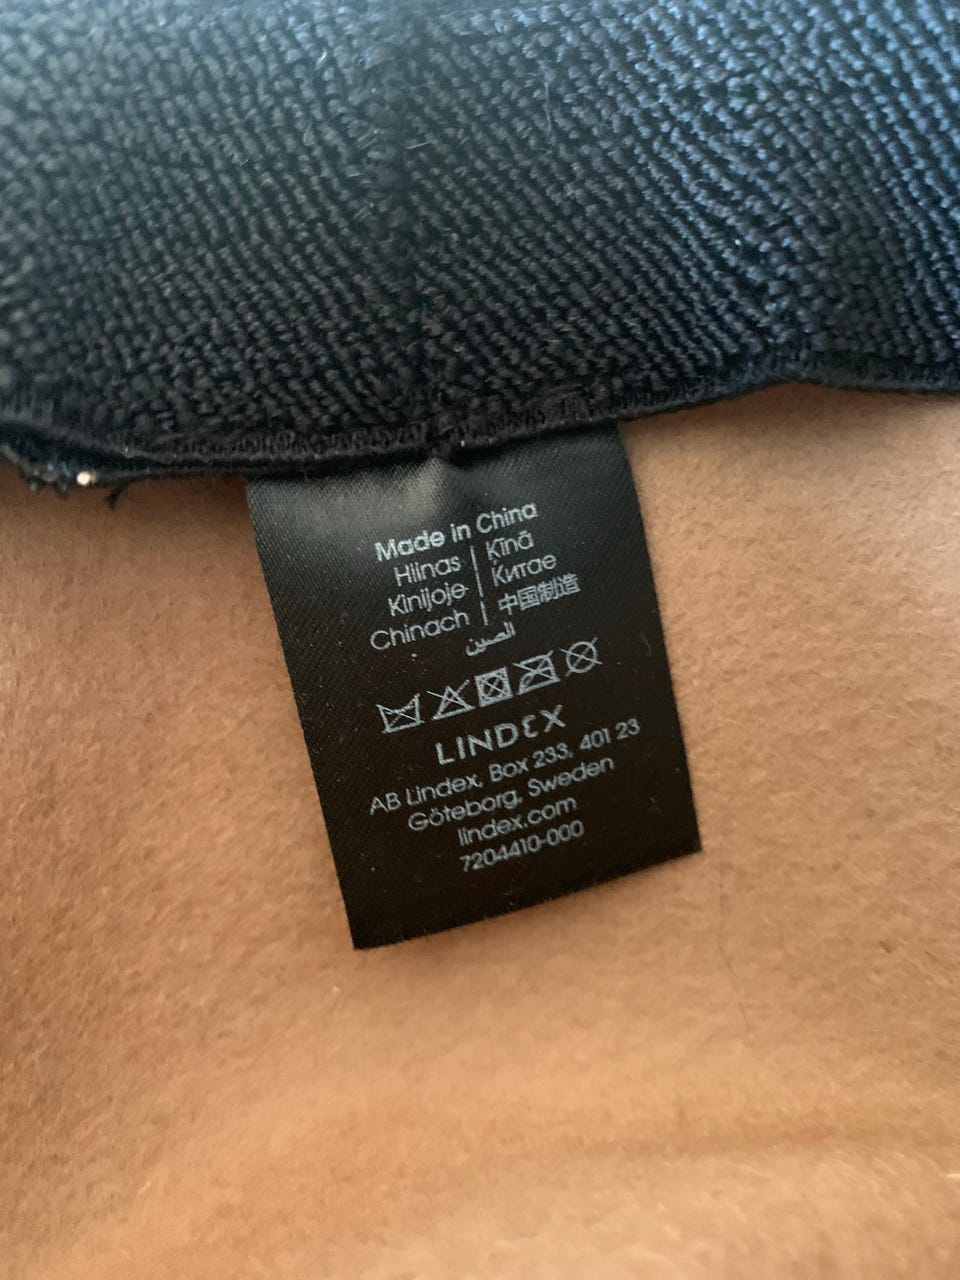 Made in China
Hiinas | Ķīnā
Kinijoje | Китае
Chinach | 中国制造
الصين
LINDEX
AB Lindex, Box 233, 401 23
Göteborg, Sweden
lindex.com
7204410-000